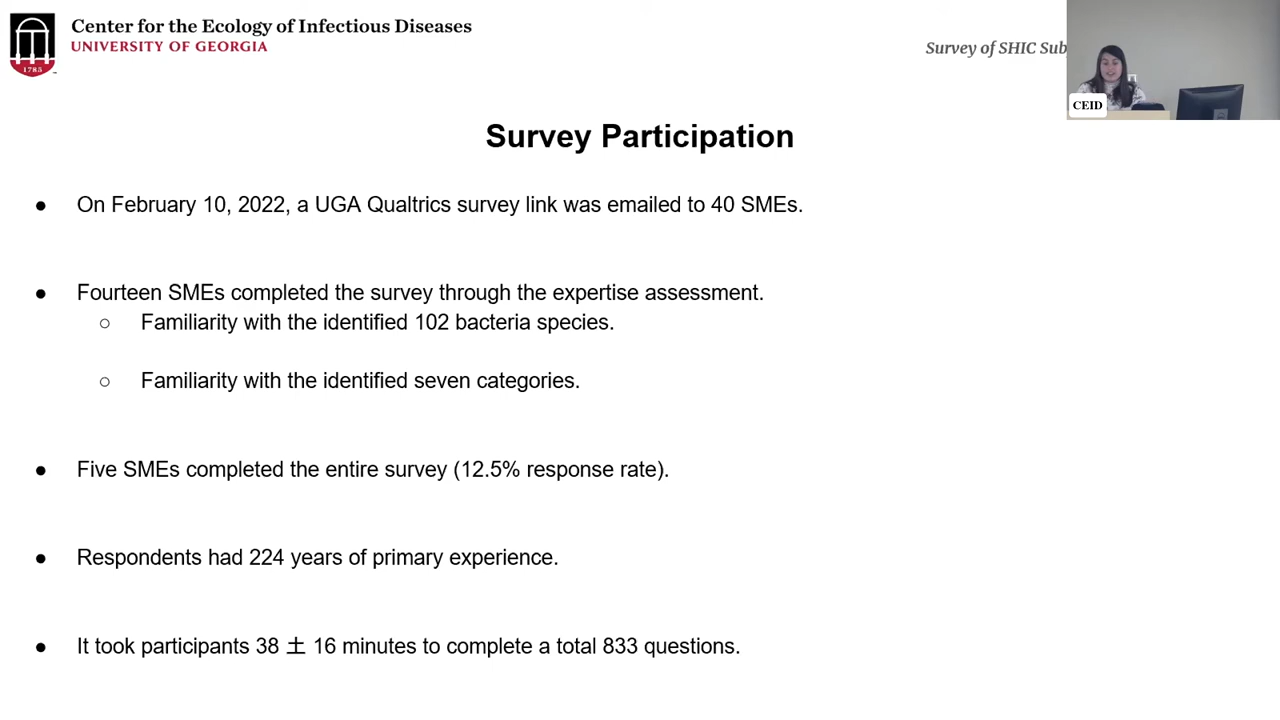 Center for the Ecology of Infectious Diseases
UNIVERSITY OF GEORGIA
1785
Survey of SHIC Sub
CEID
Survey Participation
● On February 10, 2022, a UGA Qualtrics survey link was emailed to 40 SMEs.
● Fourteen SMEs completed the survey through the expertise assessment.
○ Familiarity with the identified 102 bacteria species.
○ Familiarity with the identified seven categories.
● Five SMEs completed the entire survey (12.5% response rate).
● Respondents had 224 years of primary experience.
● It took participants 38 土 16 minutes to complete a total 833 questions.